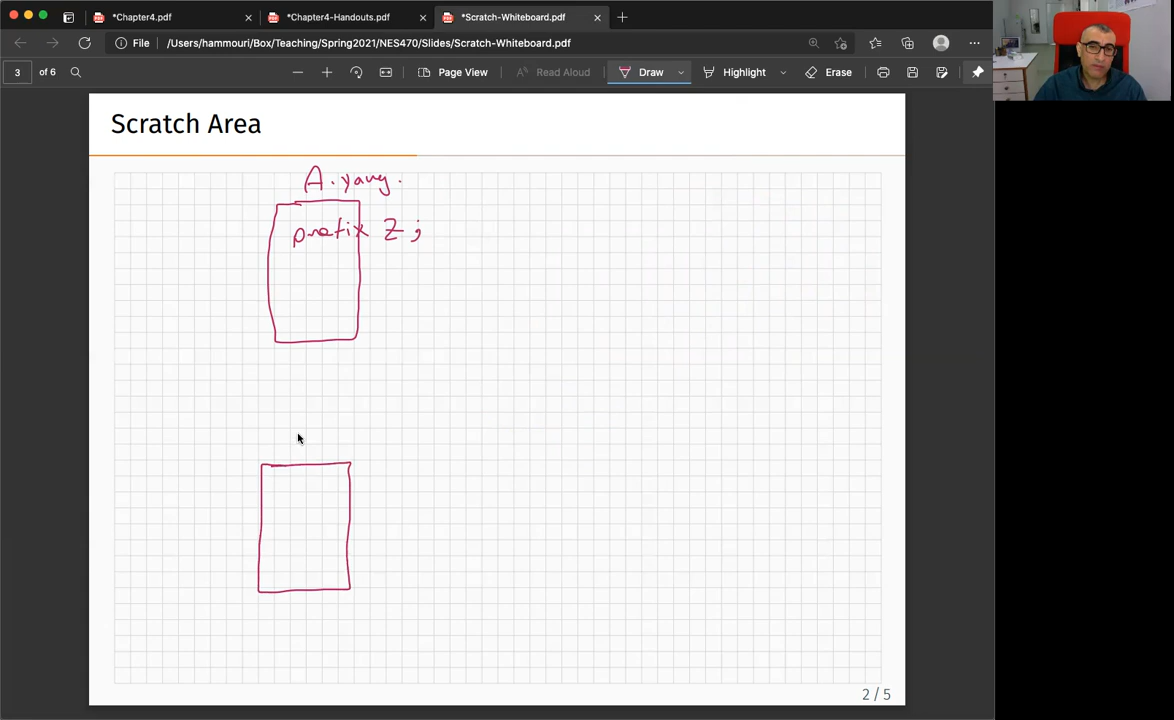 *Chapter4.pdf
*Chapter4-Handouts.pdf
*Scratch-Whiteboard.pdf
File
/Users/hammouri/Box/Teaching/Spring2021/NES470/Slides/Scratch-Whiteboard.pdf
3 of 6
Page View
Read Aloud
Draw
Highlight
Erase
Scratch Area
A.yang.
prefix Z ;
2 / 5